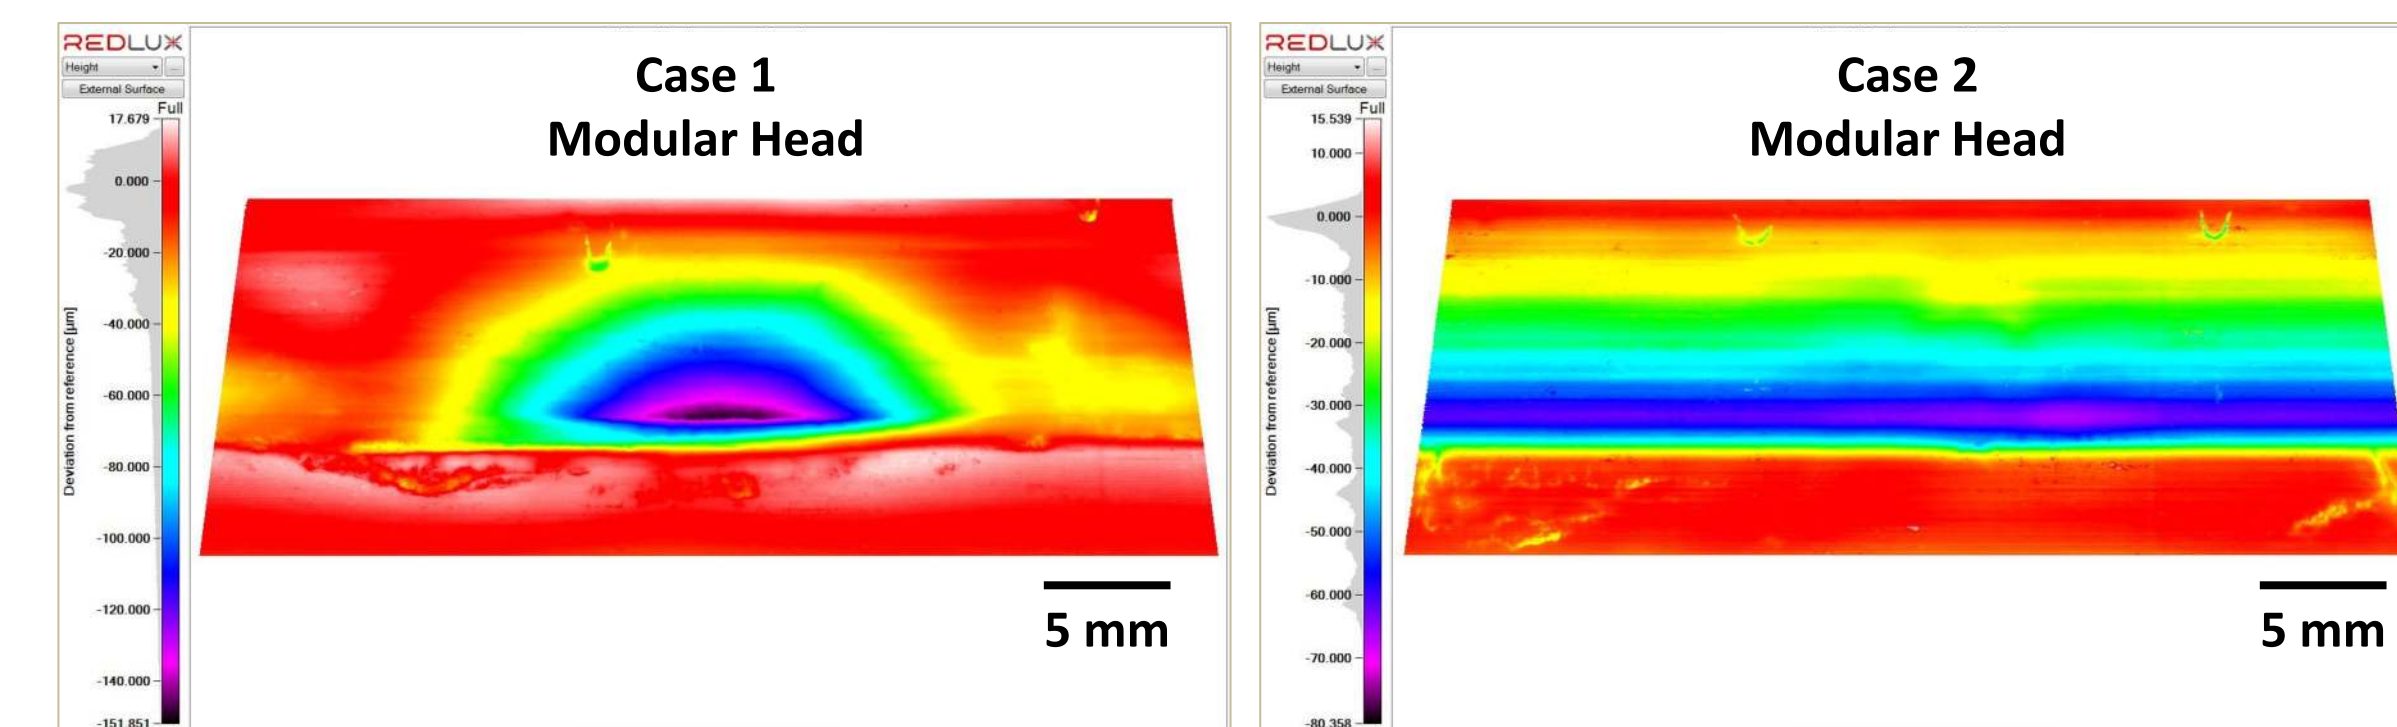 REDLUX
Height
...
External Surface
Full
17.679
0.000
-20.000
-40.000
-60.000
-80.000
-100.000
-120.000
-140.000
-151.851
Deviation from reference [µm]
Case 1
Modular Head
5 mm
REDLUX
Height
...
External Surface
Full
15.539
10.000
0.000
-10.000
-20.000
-30.000
-40.000
-50.000
-60.000
-70.000
-80.358
Deviation from reference [µm]
Case 2
Modular Head
5 mm